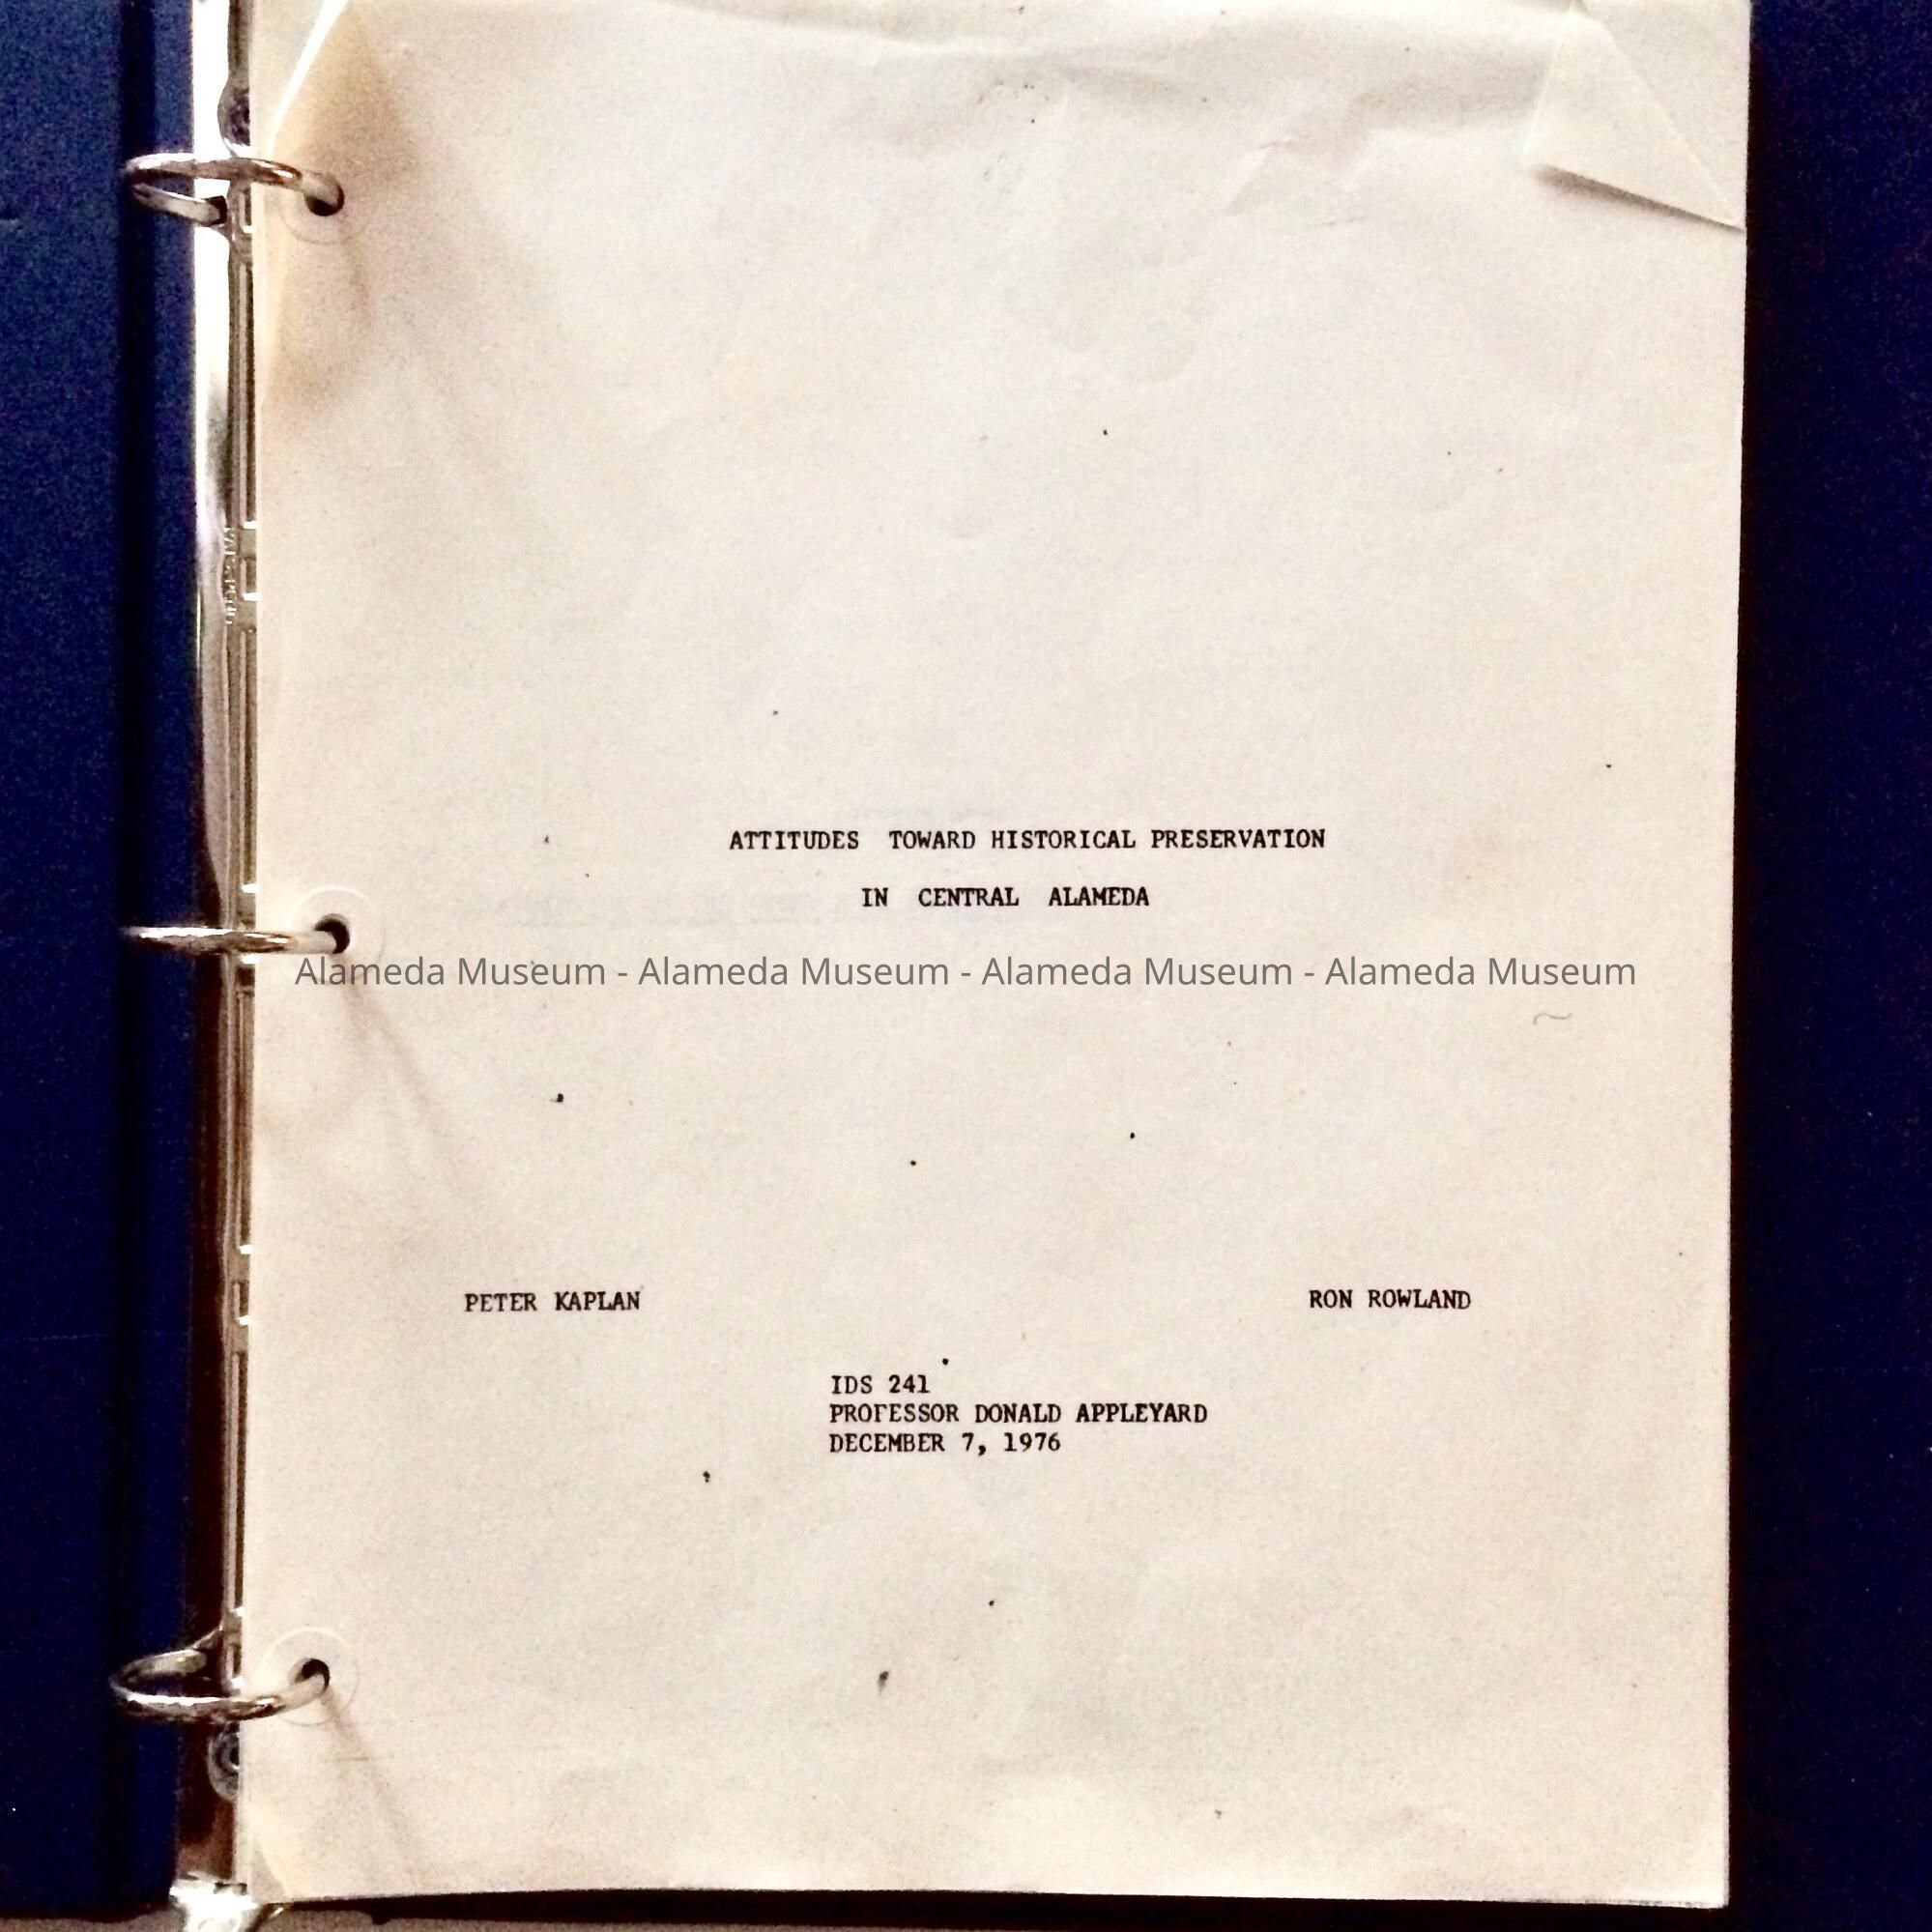 ATTITUDES TOWARD HISTORICAL PRESERVATION
IN CENTRAL ALAMEDA
Alameda Museum - Alameda Museum - Alameda Museum - Alameda Museum
PETER KAPLAN RON ROWLAND
IDS 241
PROFESSOR DONALD APPLEYARD
DECEMBER 7, 1976